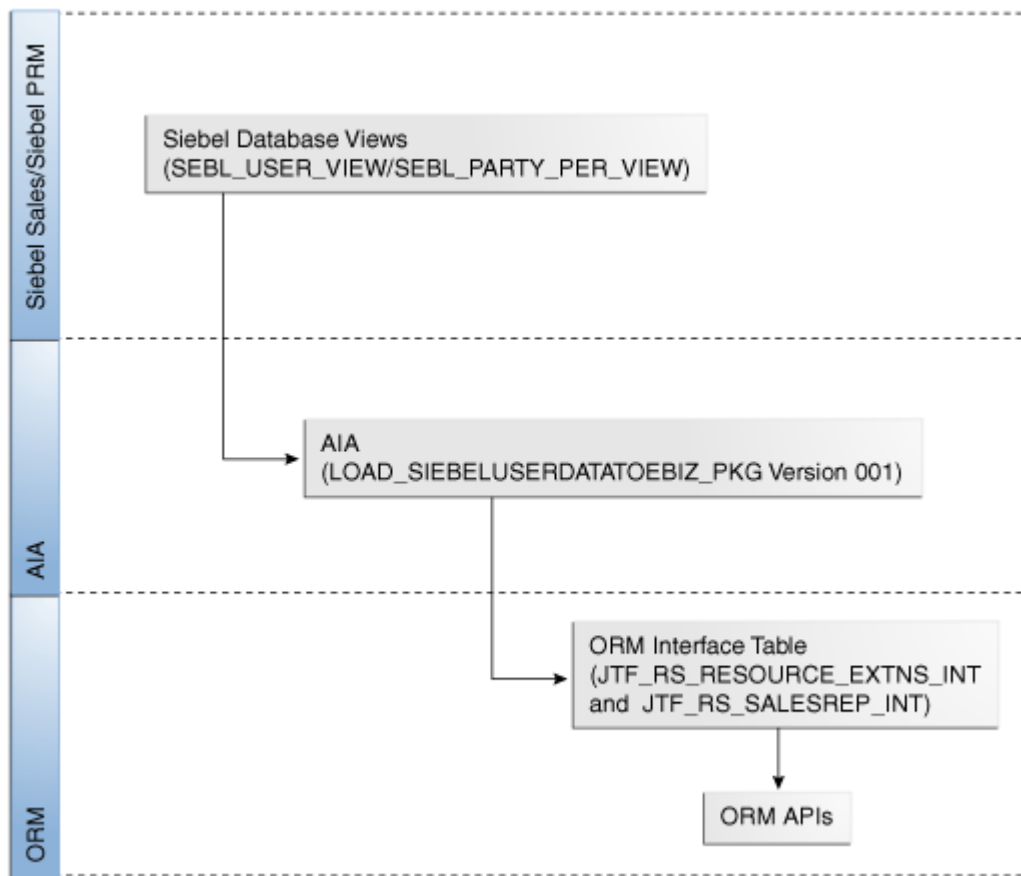 Siebel Sales/Siebel PRM
Siebel Database Views
(SEBL_USER_VIEW/SEBL_PARTY_PER_VIEW)
AIA
AIA
(LOAD_SIEBELUSERDATATOEBIZ_PKG Version 001)
ORM
ORM Interface Table
(JTF_RS_RESOURCE_EXTNS_INT
and JTF_RS_SALESREP_INT)
ORM APIs